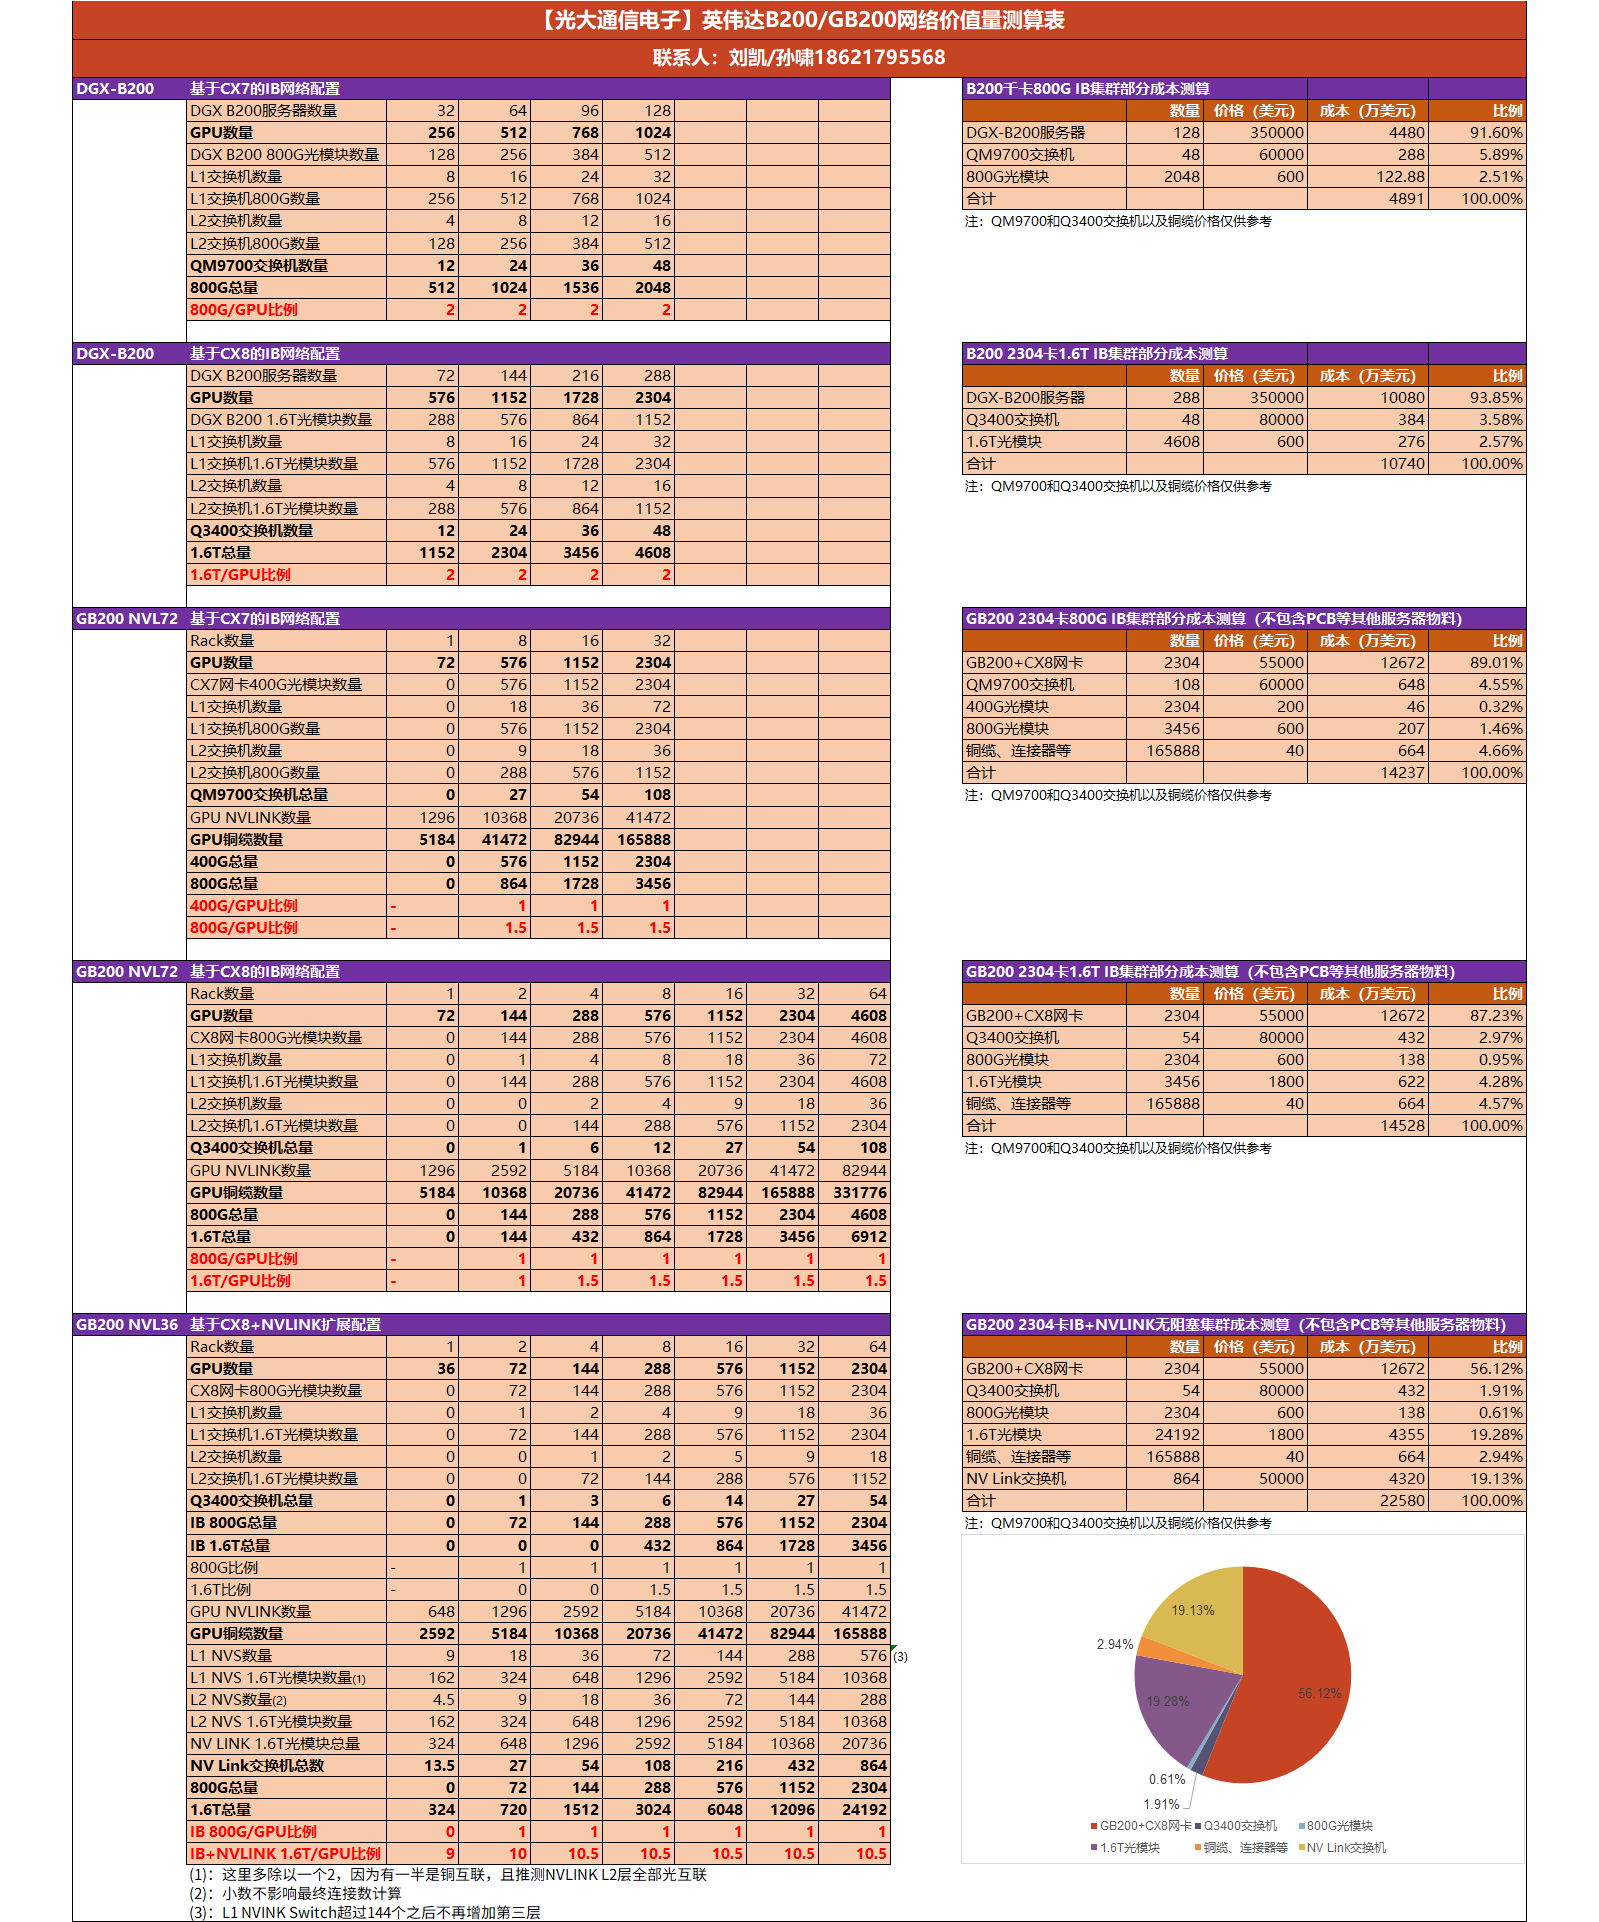 【光大通信电子】英伟达B200/GB200网络价值量测算表
联系人：刘凯/孙啸18621795568
DGX-B200 基于CX7的IB网络配置
DGX B200服务器数量 32 64 96 128
GPU数量 256 512 768 1024
DGX B200 800G光模块数量 128 256 384 512
L1交换机数量 8 16 24 32
L1交换机800G数量 256 512 768 1024
L2交换机数量 4 8 12 16
L2交换机800G数量 128 256 384 512
QM9700交换机数量 12 24 36 48
800G总量 512 1024 1536 2048
800G/GPU比例 2 2 2 2
B200千卡800G IB集群部分成本测算
数量 价格（美元） 成本（万美元） 比例
DGX-B200服务器 128 350000 4480 91.60%
QM9700交换机 48 60000 288 5.89%
800G光模块 2048 600 122.88 2.51%
合计 4891 100.00%
注：QM9700和Q3400交换机以及铜缆价格仅供参考
DGX-B200 基于CX8的IB网络配置
DGX B200服务器数量 72 144 216 288
GPU数量 576 1152 1728 2304
DGX B200 1.6T光模块数量 288 576 864 1152
L1交换机数量 8 16 24 32
L1交换机1.6T光模块数量 576 1152 1728 2304
L2交换机数量 4 8 12 16
L2交换机1.6T光模块数量 288 576 864 1152
Q3400交换机数量 12 24 36 48
1.6T总量 1152 2304 3456 4608
1.6T/GPU比例 2 2 2 2
B200 2304卡1.6T IB集群部分成本测算
数量 价格（美元） 成本（万美元） 比例
DGX-B200服务器 288 350000 10080 93.85%
Q3400交换机 48 80000 384 3.58%
1.6T光模块 4608 600 276 2.57%
合计 10740 100.00%
注：QM9700和Q3400交换机以及铜缆价格仅供参考
GB200 NVL72 基于CX7的IB网络配置
Rack数量 1 8 16 32
GPU数量 72 576 1152 2304
CX7网卡400G光模块数量 0 576 1152 2304
L1交换机数量 0 18 36 72
L1交换机800G数量 0 576 1152 2304
L2交换机数量 0 9 18 36
L2交换机800G数量 0 288 576 1152
QM9700交换机总量 0 27 54 108
GPU NVLINK数量 1296 10368 20736 41472
GPU铜缆数量 5184 41472 82944 165888
400G总量 0 576 1152 2304
800G总量 0 864 1728 3456
400G/GPU比例 - 1 1 1
800G/GPU比例 - 1.5 1.5 1.5
GB200 2304卡800G IB集群部分成本测算（不包含PCB等其他服务器物料）
数量 价格（美元） 成本（万美元） 比例
GB200+CX8网卡 2304 55000 12672 89.01%
QM9700交换机 108 60000 648 4.55%
400G光模块 2304 200 46 0.32%
800G光模块 3456 600 207 1.46%
铜缆、连接器等 165888 40 664 4.66%
合计 14237 100.00%
注：QM9700和Q3400交换机以及铜缆价格仅供参考
GB200 NVL72 基于CX8的IB网络配置
Rack数量 1 2 4 8 16 32 64
GPU数量 72 144 288 576 1152 2304 4608
CX8网卡800G光模块数量 0 144 288 576 1152 2304 4608
L1交换机数量 0 1 4 8 18 36 72
L1交换机1.6T光模块数量 0 144 288 576 1152 2304 4608
L2交换机数量 0 0 2 4 9 18 36
L2交换机1.6T光模块数量 0 0 144 288 576 1152 2304
Q3400交换机总量 0 1 6 12 27 54 108
GPU NVLINK数量 1296 2592 5184 10368 20736 41472 82944
GPU铜缆数量 5184 10368 20736 41472 82944 165888 331776
800G总量 0 144 288 576 1152 2304 4608
1.6T总量 0 144 432 864 1728 3456 6912
800G/GPU比例 - 1 1 1 1 1 1
1.6T/GPU比例 - 1 1.5 1.5 1.5 1.5 1.5
GB200 2304卡1.6T IB集群部分成本测算（不包含PCB等其他服务器物料）
数量 价格（美元） 成本（万美元） 比例
GB200+CX8网卡 2304 55000 12672 87.23%
Q3400交换机 54 80000 432 2.97%
800G光模块 2304 600 138 0.95%
1.6T光模块 3456 1800 622 4.28%
铜缆、连接器等 165888 40 664 4.57%
合计 14528 100.00%
注：QM9700和Q3400交换机以及铜缆价格仅供参考
GB200 NVL36 基于CX8+NVLINK扩展配置
Rack数量 1 2 4 8 16 32 64
GPU数量 36 72 144 288 576 1152 2304
CX8网卡800G光模块数量 0 72 144 288 576 1152 2304
L1交换机数量 0 1 2 4 9 18 36
L1交换机1.6T光模块数量 0 72 144 288 576 1152 2304
L2交换机数量 0 0 1 2 5 9 18
L2交换机1.6T光模块数量 0 0 72 144 288 576 1152
Q3400交换机总量 0 1 3 6 14 27 54
IB 800G总量 0 72 144 288 576 1152 2304
IB 1.6T总量 0 0 0 432 864 1728 3456
800G比例 - 1 1 1 1 1 1
1.6T比例 - 0 0 1.5 1.5 1.5 1.5
GPU NVLINK数量 648 1296 2592 5184 10368 20736 41472
GPU铜缆数量 2592 5184 10368 20736 41472 82944 165888
L1 NVS数量 9 18 36 72 144 288 576 (3)
L1 NVS 1.6T光模块数量(1) 162 324 648 1296 2592 5184 10368
L2 NVS数量(2) 4.5 9 18 36 72 144 288
L2 NVS 1.6T光模块数量 162 324 648 1296 2592 5184 10368
NV LINK 1.6T光模块总量 324 648 1296 2592 5184 10368 20736
NV Link交换机总数 13.5 27 54 108 216 432 864
800G总量 0 72 144 288 576 1152 2304
1.6T总量 324 720 1512 3024 6048 12096 24192
IB 800G/GPU比例 0 1 1 1 1 1 1
IB+NVLINK 1.6T/GPU比例 9 10 10.5 10.5 10.5 10.5 10.5
(1)：这里多除以一个2，因为有一半是铜互联，且推测NVLINK L2层全部光互联
(2)：小数不影响最终连接数计算
(3)：L1 NVINK Switch超过144个之后不再增加第三层
GB200 2304卡IB+NVLINK无阻塞集群成本测算（不包含PCB等其他服务器物料）
数量 价格（美元） 成本（万美元） 比例
GB200+CX8网卡 2304 55000 12672 56.12%
Q3400交换机 54 80000 432 1.91%
800G光模块 2304 600 138 0.61%
1.6T光模块 24192 1800 4355 19.28%
铜缆、连接器等 165888 40 664 2.94%
NV Link交换机 864 50000 4320 19.13%
合计 22580 100.00%
注：QM9700和Q3400交换机以及铜缆价格仅供参考
19.13%
2.94%
56.12%
19.28%
0.61%
1.91%
GB200+CX8网卡 Q3400交换机 800G光模块
1.6T光模块 铜缆、连接器等 NV Link交换机